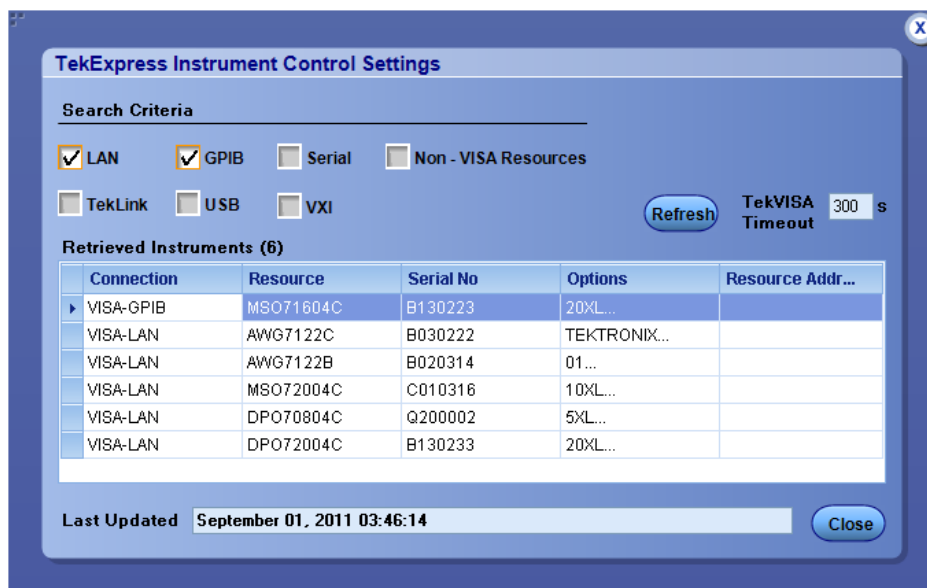 X
TekExpress Instrument Control Settings
Search Criteria
LAN GPIB Serial Non - VISA Resources
TekLink USB VXI
Refresh TekVISA Timeout 300 s
Retrieved Instruments (6)
Connection Resource Serial No Options Resource Addr...
VISA-GPIB MSO71604C B130223 20XL...
VISA-LAN AWG7122C B030222 TEKTRONIX...
VISA-LAN AWG7122B B020314 01...
VISA-LAN MSO72004C C010316 10XL...
VISA-LAN DPO70804C Q200002 5XL...
VISA-LAN DPO72004C B130233 20XL...
Last Updated September 01, 2011 03:46:14 Close